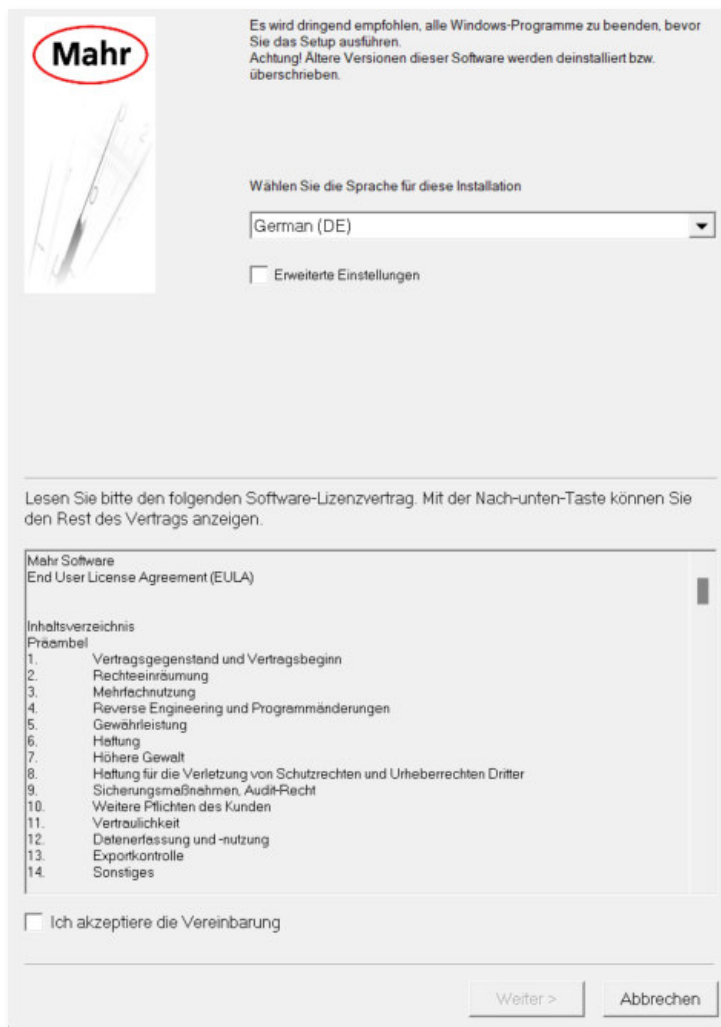 Mahr
Es wird dringend empfohlen, alle Windows-Programme zu beenden, bevor
Sie das Setup ausführen.
Achtung! Ältere Versionen dieser Software werden deinstalliert bzw.
überschrieben.
Wählen Sie die Sprache für diese Installation
German (DE)
Erweiterte Einstellungen
Lesen Sie bitte den folgenden Software-Lizenzvertrag. Mit der Nach-unten-Taste können Sie
den Rest des Vertrags anzeigen.
Mahr Software
End User License Agreement (EULA)
Inhaltsverzeichnis
Präambel
1. Vertragsgegenstand und Vertragsbeginn
2. Rechteeinräumung
3. Mehrfachnutzung
4. Reverse Engineering und Programmänderungen
5. Gewährleistung
6. Haftung
7. Höhere Gewalt
8. Haftung für die Verletzung von Schutzrechten und Urheberrechten Dritter
9. Sicherungsmaßnahmen, Audit-Recht
10. Weitere Pflichten des Kunden
11. Vertraulichkeit
12. Datenerfassung und -nutzung
13. Exportkontrolle
14. Sonstiges
Ich akzeptiere die Vereinbarung
Weiter >
Abbrechen